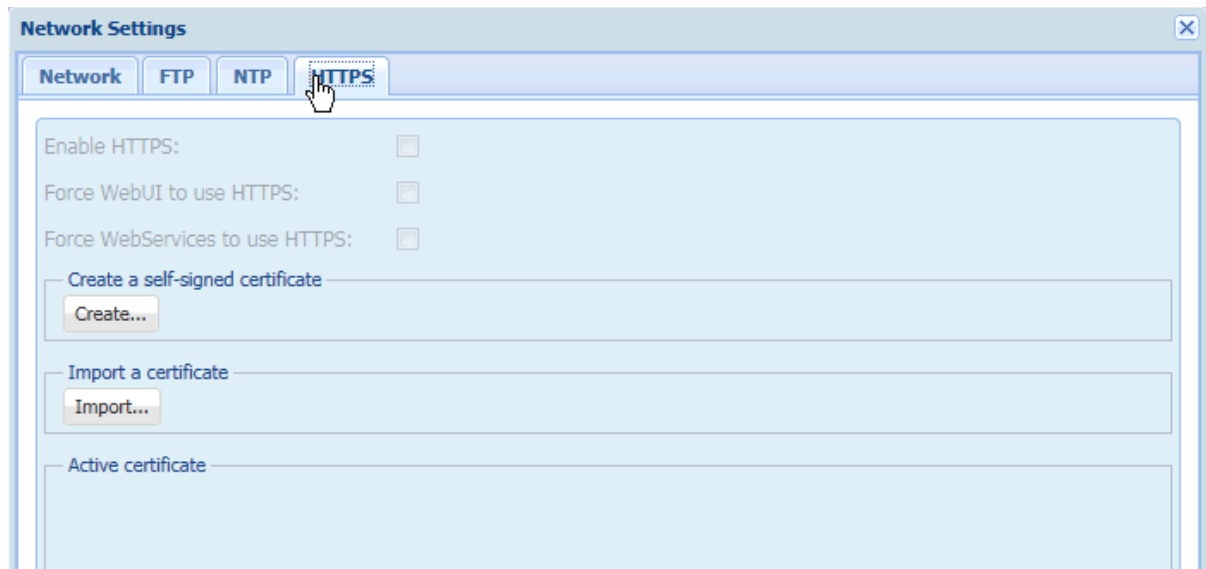 Network Settings
Network FTP NTP HTTPS
Enable HTTPS:
Force WebUI to use HTTPS:
Force WebServices to use HTTPS:
Create a self-signed certificate
Create...
Import a certificate
Import...
Active certificate